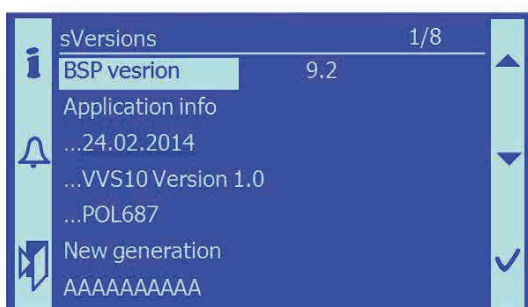 sVersions 1/8
BSP vesrion 9.2
Application info
...24.02.2014
...VVS10 Version 1.0
...POL687
New generation
AAAAAAAAAA